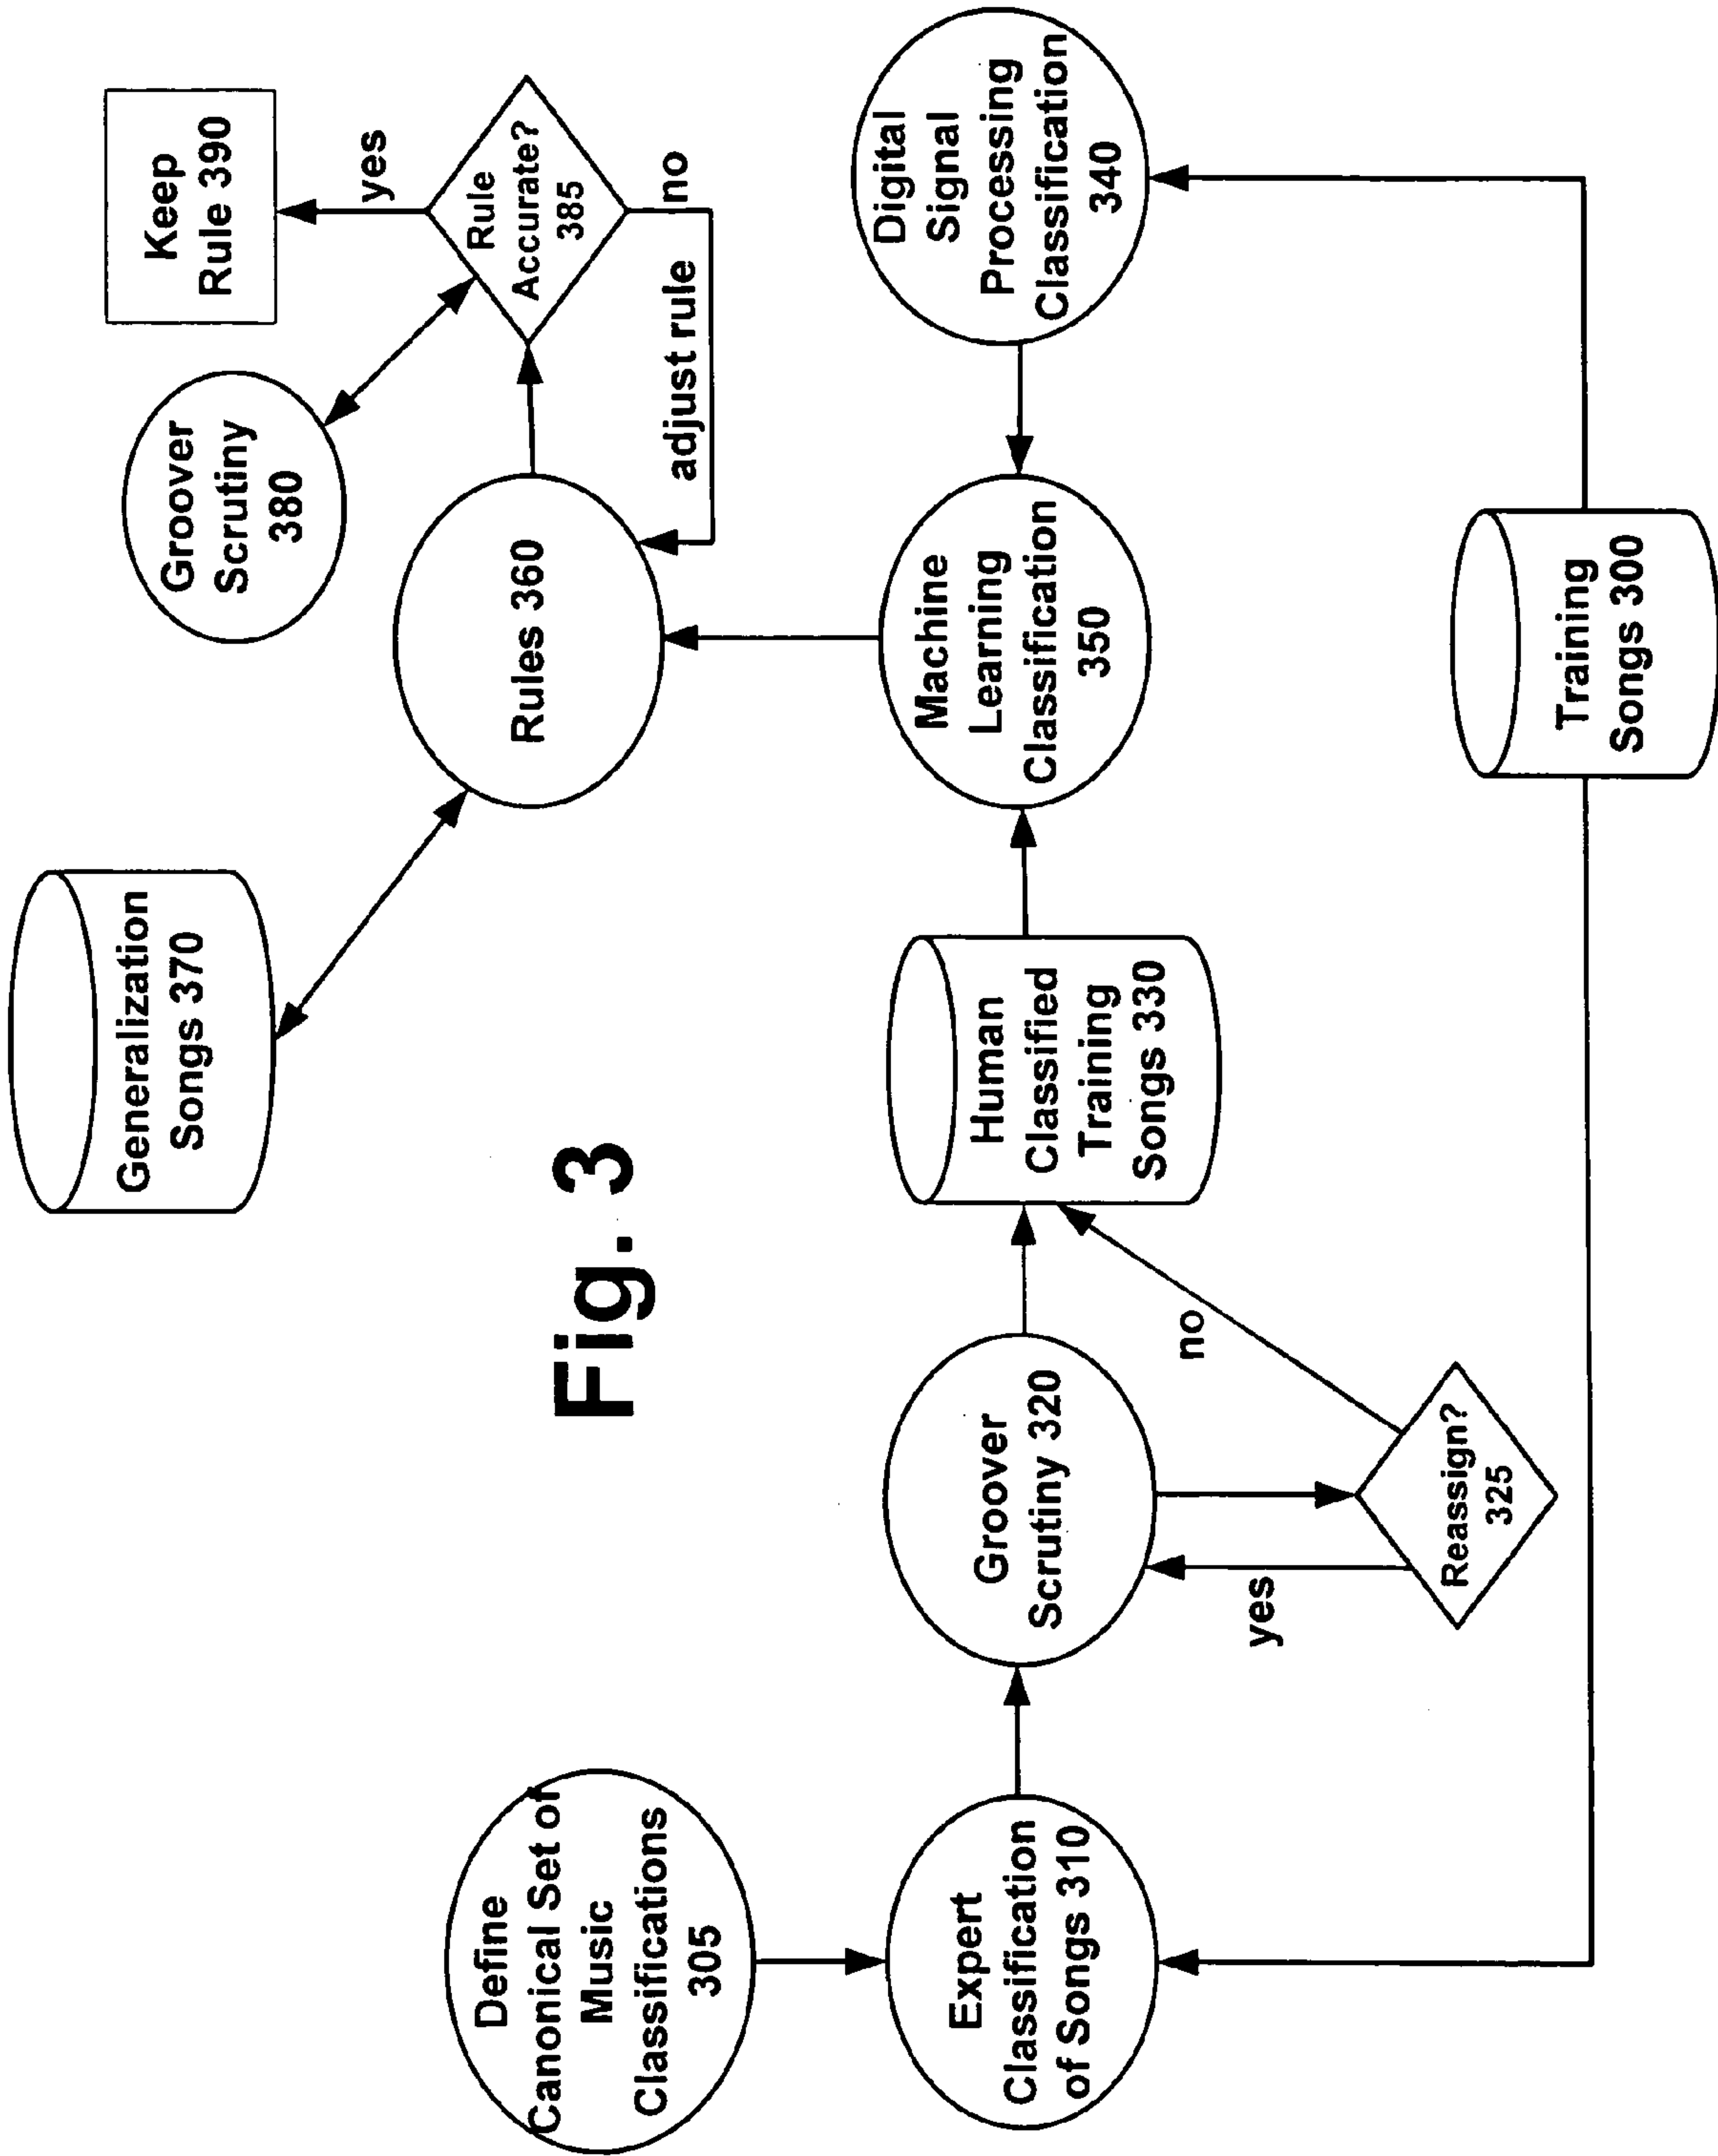 Generalization
Songs 370
Groover
Scrutiny
380
Keep
Rule 390
yes
Rule
Accurate?
385
no
adjust rule
Rules 360
Fig. 3
Define
Canonical Set of
Music
Classifications
305
Expert
Classification
of Songs 310
Groover
Scrutiny 320
Human
Classified
Training
Songs 330
Machine
Learning
Classification
350
Digital
Signal
Processing
Classification
340
yes
no
Reassign?
325
Training
Songs 300